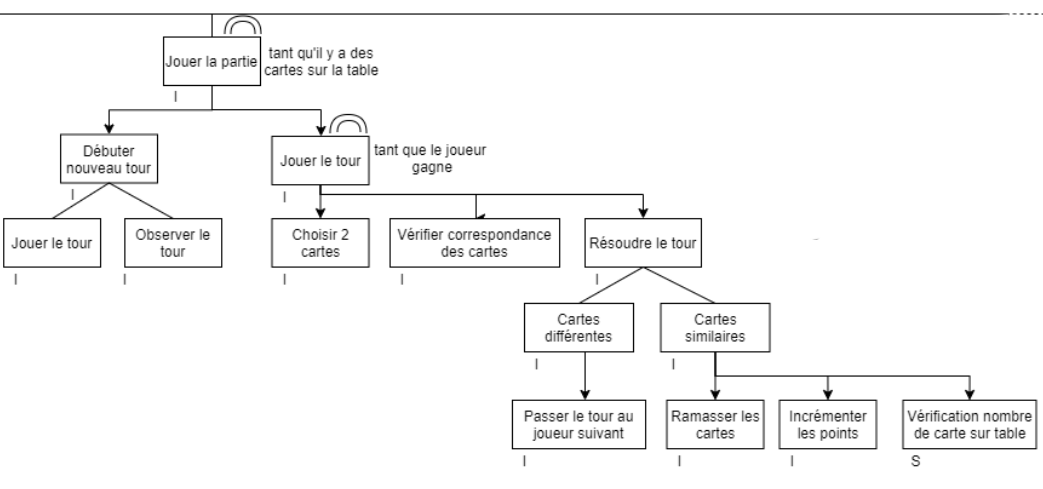 Jouer la partie
tant qu'il y a des
cartes sur la table
I
Débuter
nouveau tour
I
Jouer le tour
tant que le joueur
gagne
I
Jouer le tour
I
Observer le
tour
I
Choisir 2
cartes
I
Vérifier correspondance
des cartes
I
Résoudre le tour
I
Cartes
différentes
I
Cartes
similaires
I
Passer le tour au
joueur suivant
I
Ramasser les
cartes
I
Incrémenter
les points
I
Vérification nombre
de carte sur table
S